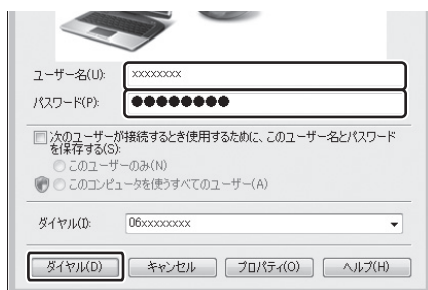 ユーザー名(U): xxxxxxxx
パスワード(P): ●●●●●●●●
次のユーザーが接続するとき使用するために、このユーザー名とパスワード
を保存する(S):
このユーザーのみ(N)
このコンピュータを使うすべてのユーザー(A)
ダイヤル(I): 06xxxxxxxx
ダイヤル(D) キャンセル プロパティ(O) ヘルプ(H)